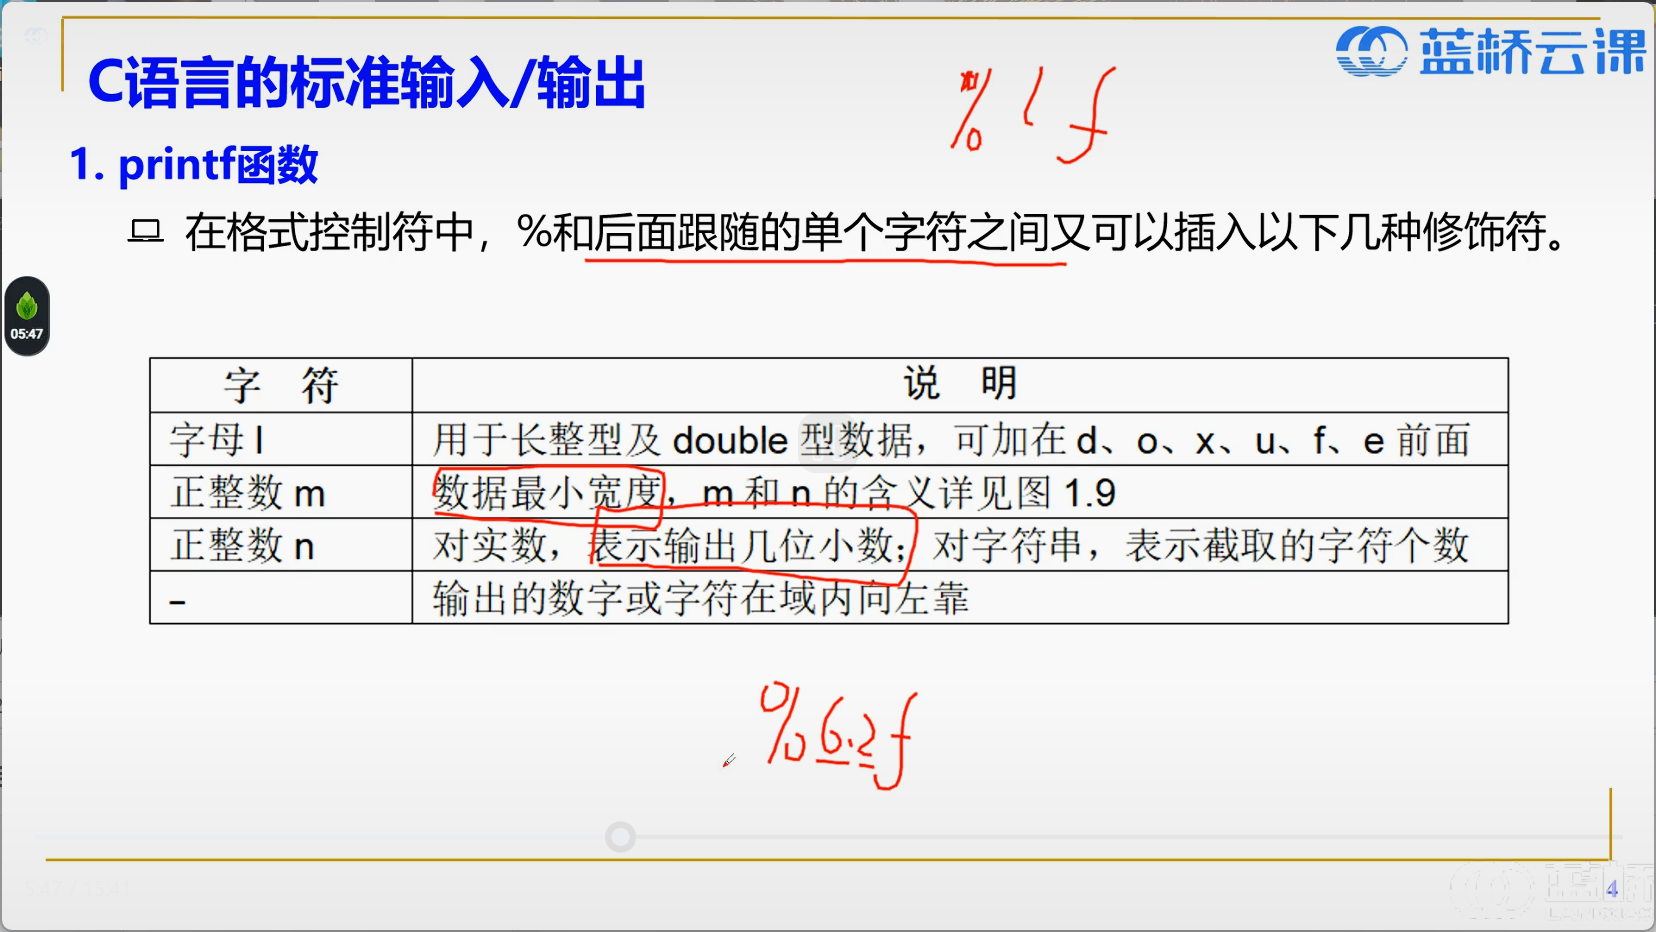 C语言的标准输入/输出
%lf
蓝桥云课
1. printf函数
在格式控制符中，%和后面跟随的单个字符之间又可以插入以下几种修饰符。
05:47
字 符 说 明
字母 l 用于长整型及 double 型数据，可加在 d、o、x、u、f、e 前面
正整数 m 数据最小宽度，m 和 n 的含义详见图 1.9
正整数 n 对实数，表示输出几位小数；对字符串，表示截取的字符个数
– 输出的数字或字符在域内向左靠
%6.2f
5:47 / 15:41
蓝桥
4